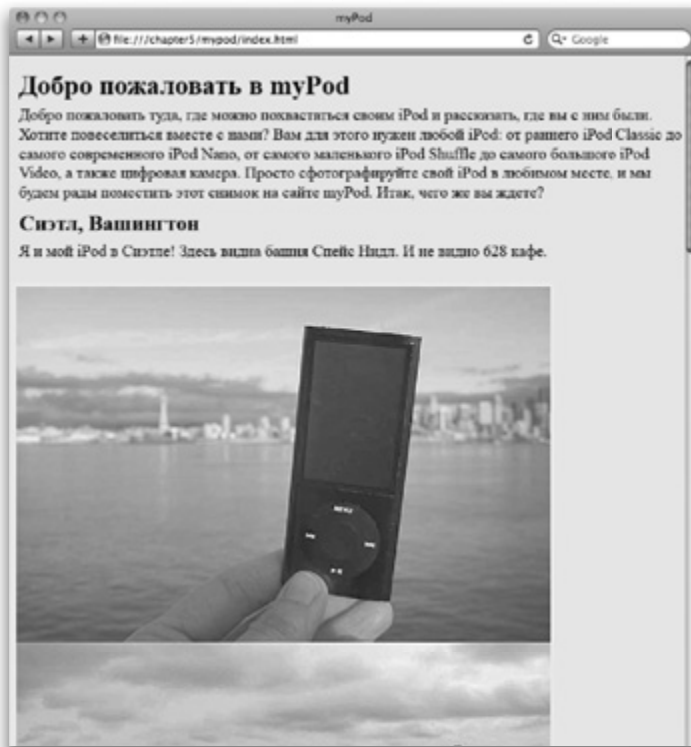 myPod
file:///chapter5/mypod/index.html
Google
Добро пожаловать в myPod
Добро пожаловать туда, где можно похвастаться своим iPod и рассказать, где вы с ним были.
Хотите повеселиться вместе с нами? Вам для этого нужен любой iPod: от раннего iPod Classic до
самого современного iPod Nano, от самого маленького iPod Shuffle до самого большого iPod
Video, а также цифровая камера. Просто сфотографируйте свой iPod в любимом месте, и мы
будем рады поместить этот снимок на сайте myPod. Итак, чего же вы ждете?
Сиэтл, Вашингтон
Я и мой iPod в Сиэтле! Здесь видна башня Спейс Нидл. И не видно 628 кафе.
MENU